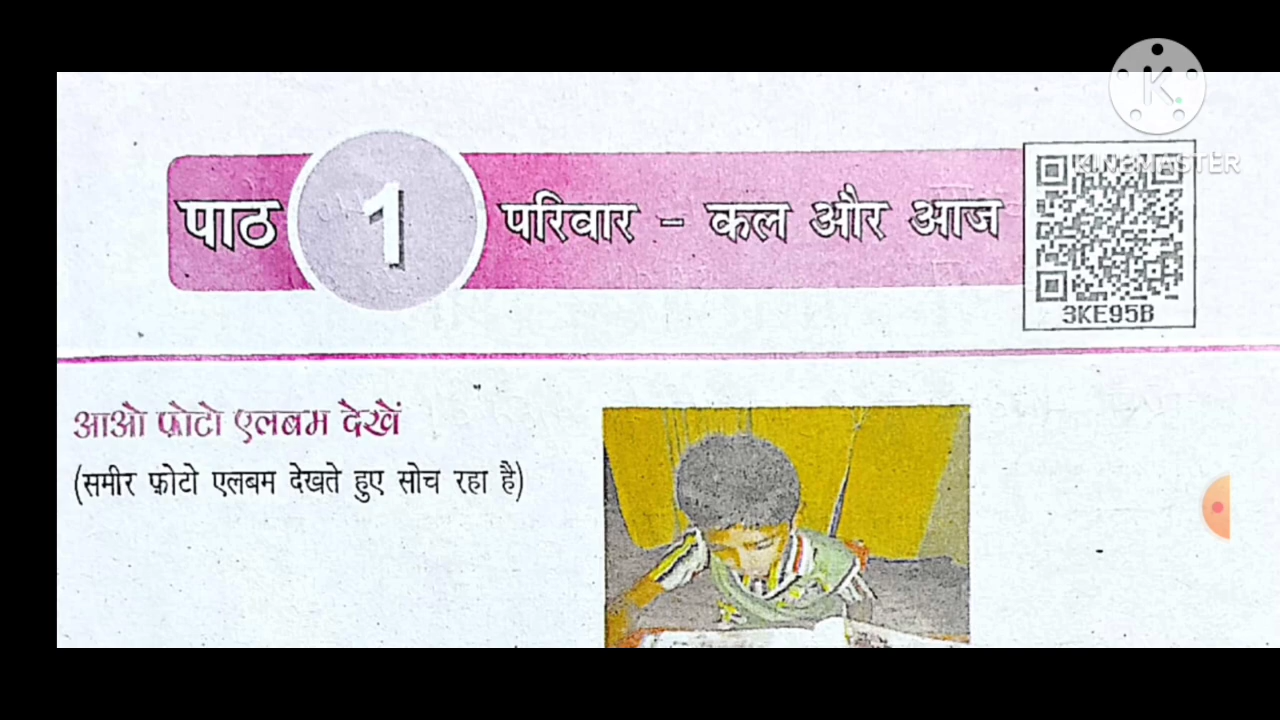 पाठ 1 परिवार - कल और आज
3KE95B
KINEMASTER
आओ फ़ोटो एलबम देखें
(समीर फ़ोटो एलबम देखते हुए सोच रहा है)